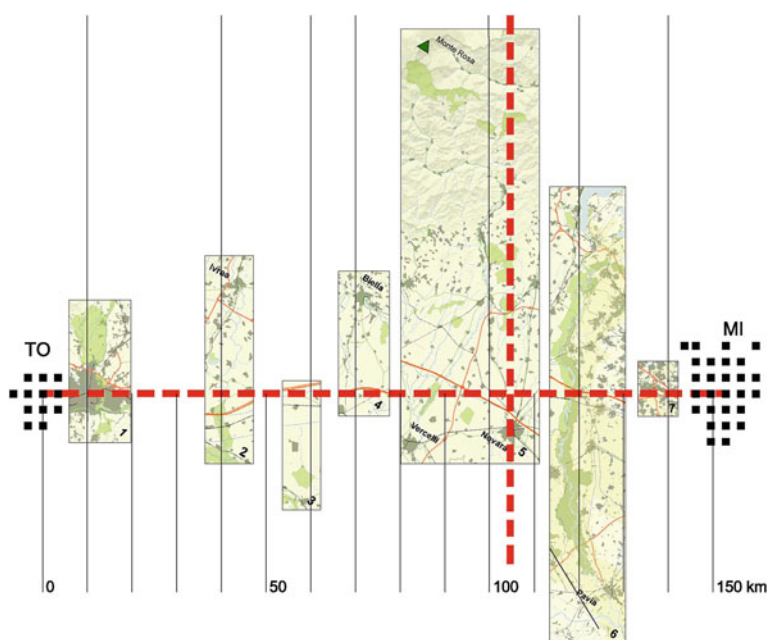 Monte Rosa
Ivrea
Biella
TO
MI
1
2
3
4
Vercelli
Novara
5
7
Pavia
6
0
50
100
150 km